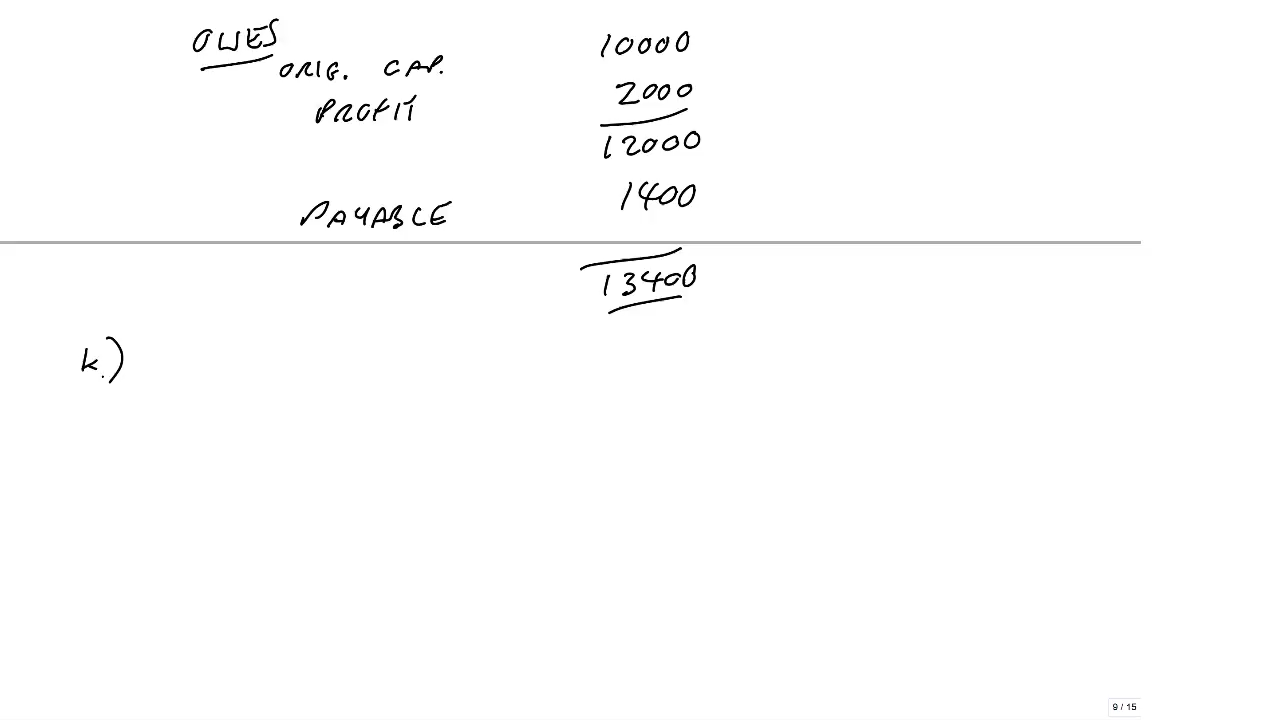 OWES 10000
ORIG. CAP.
PROFIT 2000
12000
PAYABLE 1400
13400
k.)
9 / 15